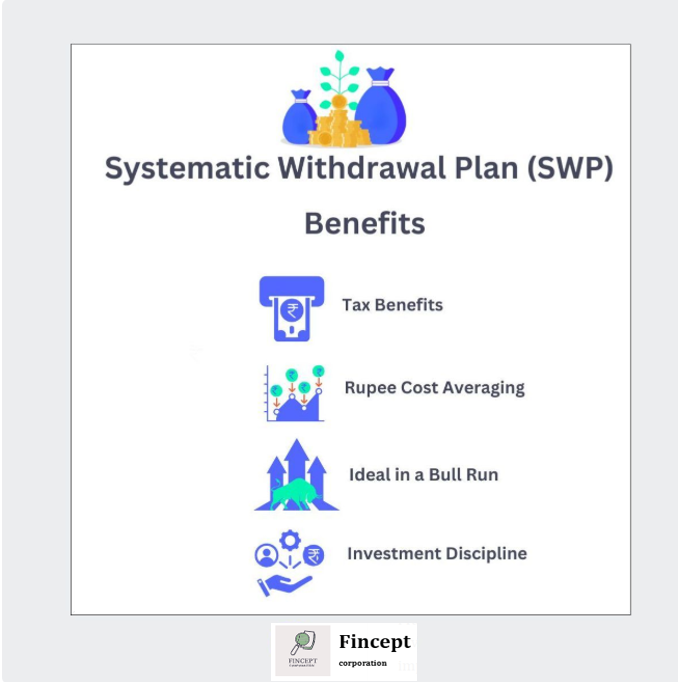 Systematic Withdrawal Plan (SWP)
Benefits
₹
Tax Benefits
₹ ₹ ₹ ₹
Rupee Cost Averaging
Ideal in a Bull Run
₹
Investment Discipline
FINCEPT
Fincept
corporation